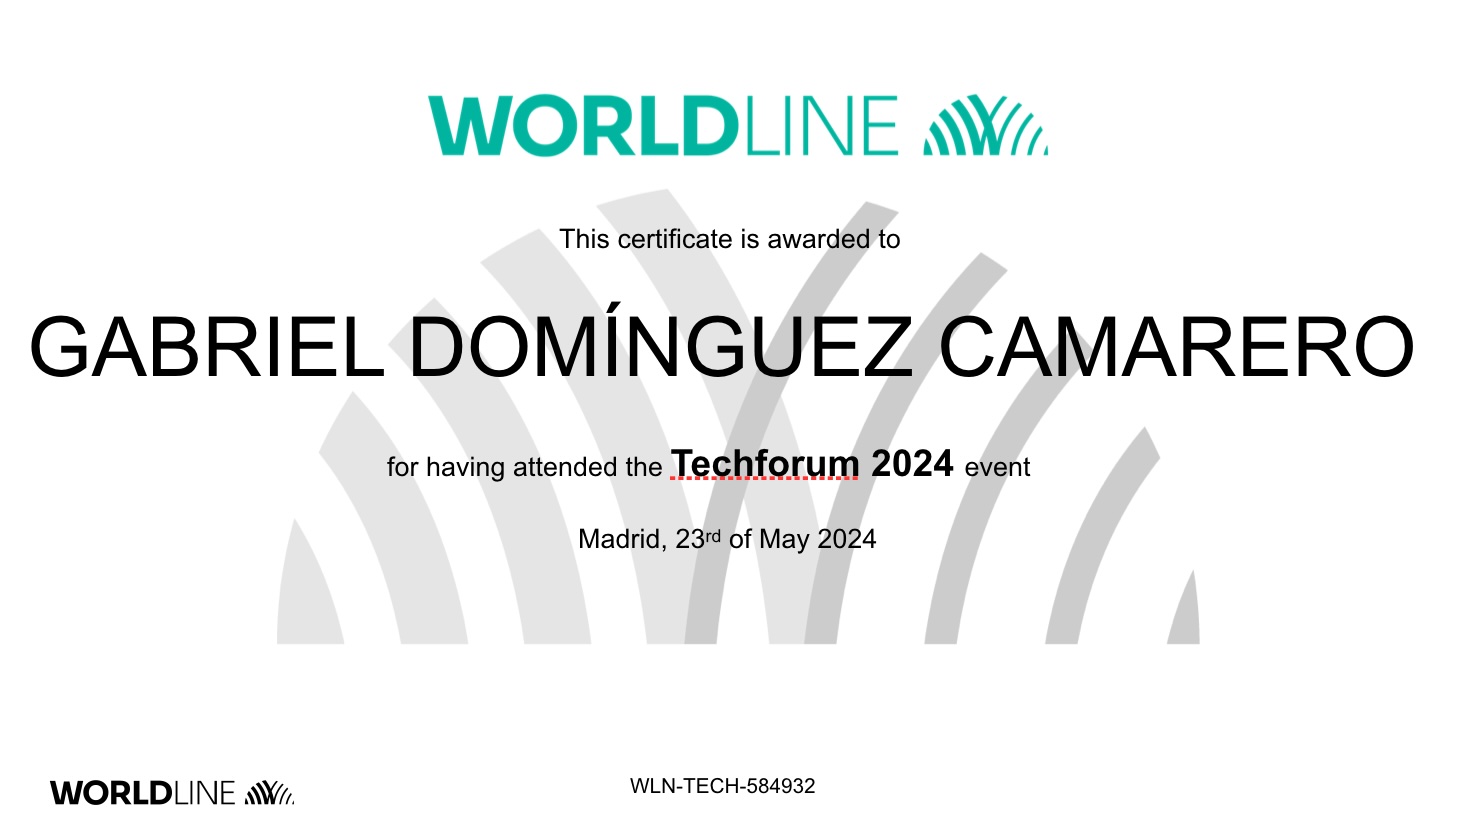 WORLDLINE
This certificate is awarded to
GABRIEL DOMÍNGUEZ CAMARERO
for having attended the Techforum 2024 event
Madrid, 23rd of May 2024
WORLDLINE
WLN-TECH-584932